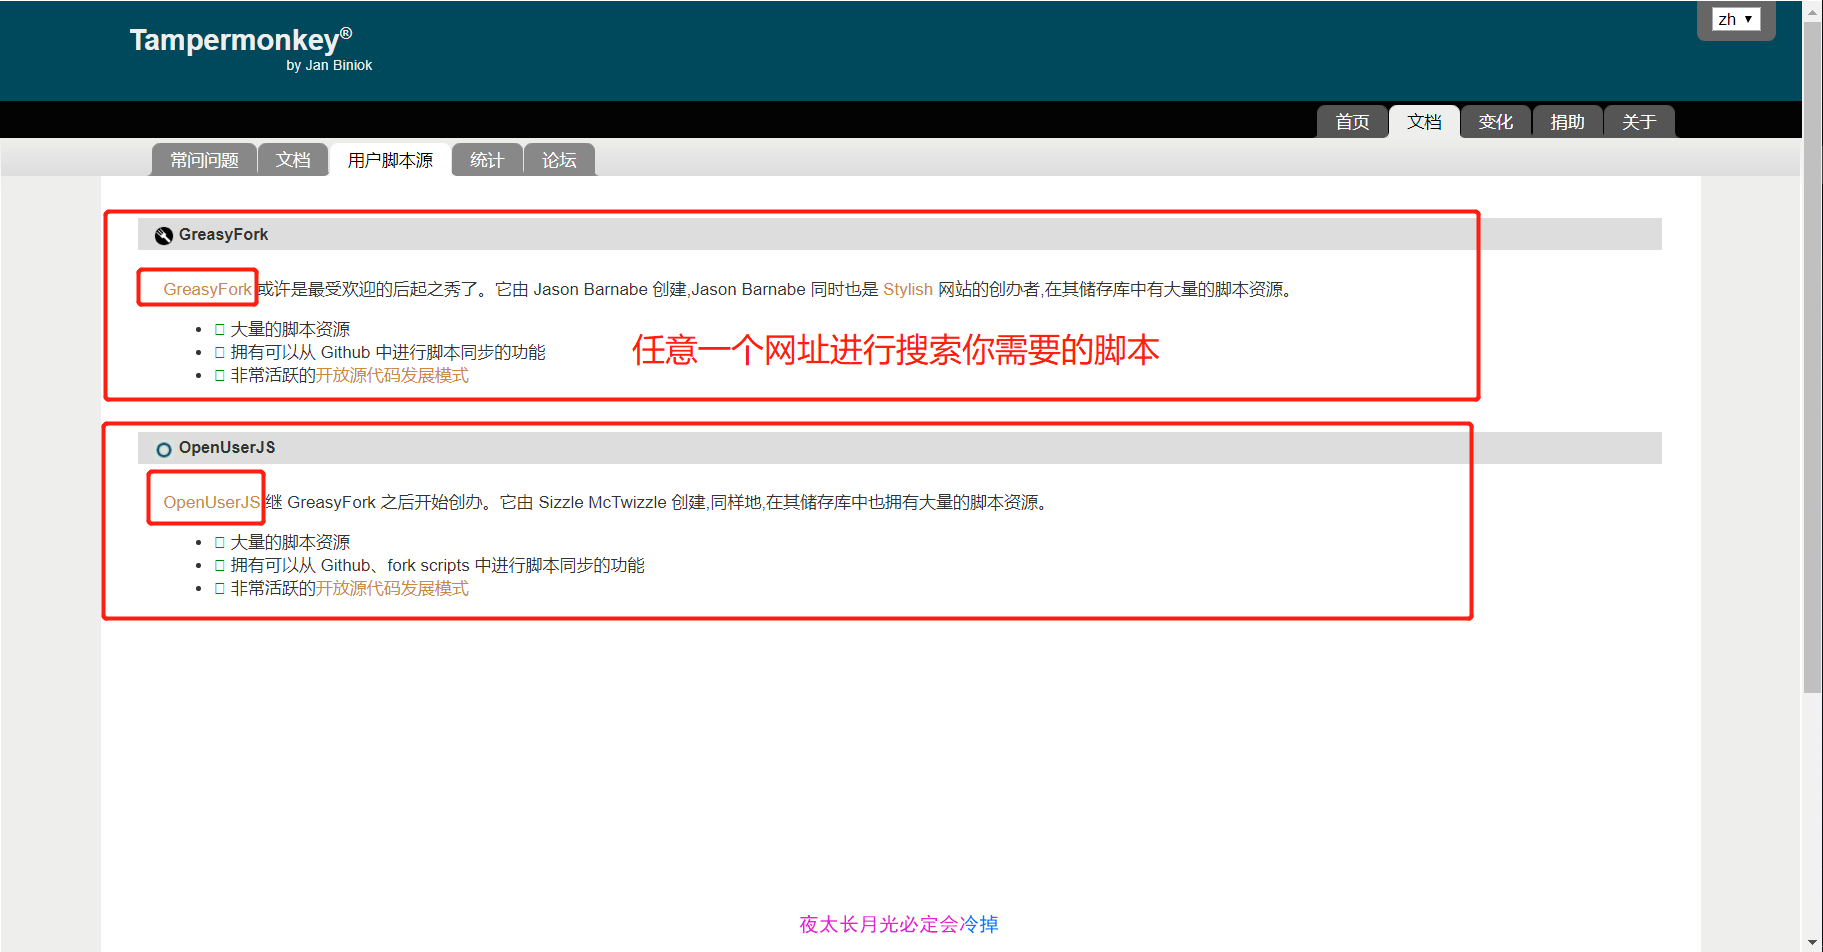 Tampermonkey®
by Jan Biniok
zh
首页 文档 变化 捐助 关于
常问问题 文档 用户脚本源 统计 论坛
GreasyFork
GreasyFork 或许是最受欢迎的后起之秀了。它由 Jason Barnabe 创建,Jason Barnabe 同时也是 Stylish 网站的创办者,在其储存库中有大量的脚本资源。
大量的脚本资源
拥有可以从 Github 中进行脚本同步的功能
非常活跃的开放源代码发展模式
任意一个网址进行搜索你需要的脚本
OpenUserJS
OpenUserJS 继 GreasyFork 之后开始创办。它由 Sizzle McTwizzle 创建,同样地,在其储存库中也拥有大量的脚本资源。
大量的脚本资源
拥有可以从 Github、fork scripts 中进行脚本同步的功能
非常活跃的开放源代码发展模式
夜太长月光必定会冷掉